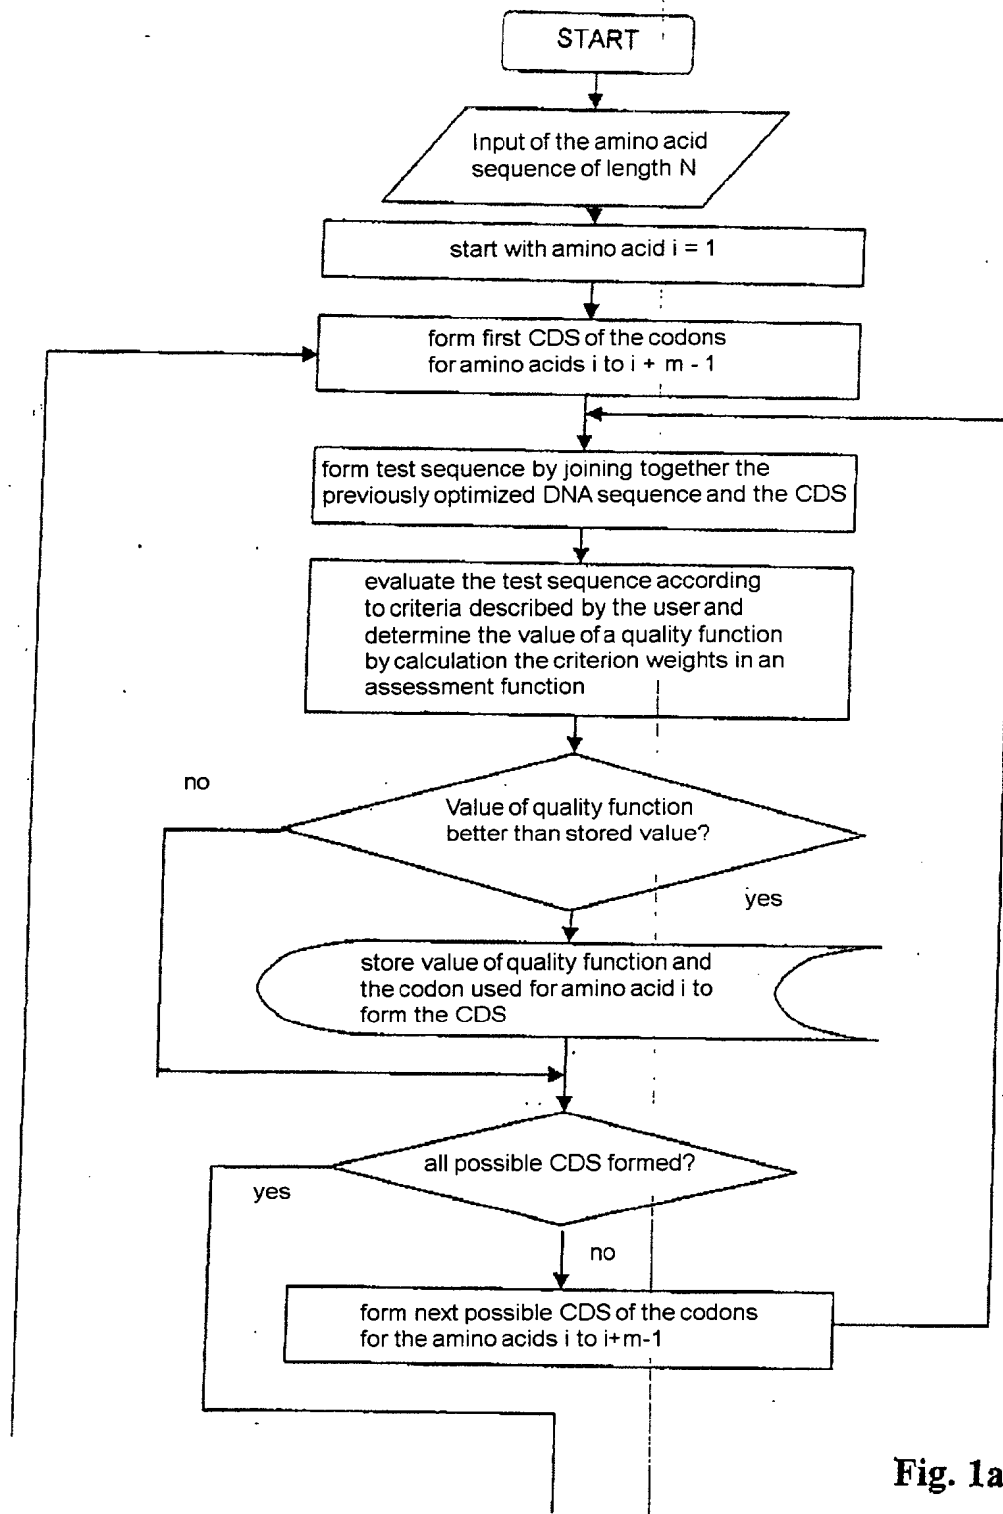 START
Input of the amino acid
sequence of length N
start with amino acid i = 1
form first CDS of the codons
for amino acids i to i + m - 1
form test sequence by joining together the
previously optimized DNA sequence and the CDS
evaluate the test sequence according
to criteria described by the user and
determine the value of a quality function
by calculation the criterion weights in an
assessment function
no
Value of quality function
better than stored value?
yes
store value of quality function and
the codon used for amino acid i to
form the CDS
all possible CDS formed?
yes
no
form next possible CDS of the codons
for the amino acids i to i+m-1
Fig. 1a